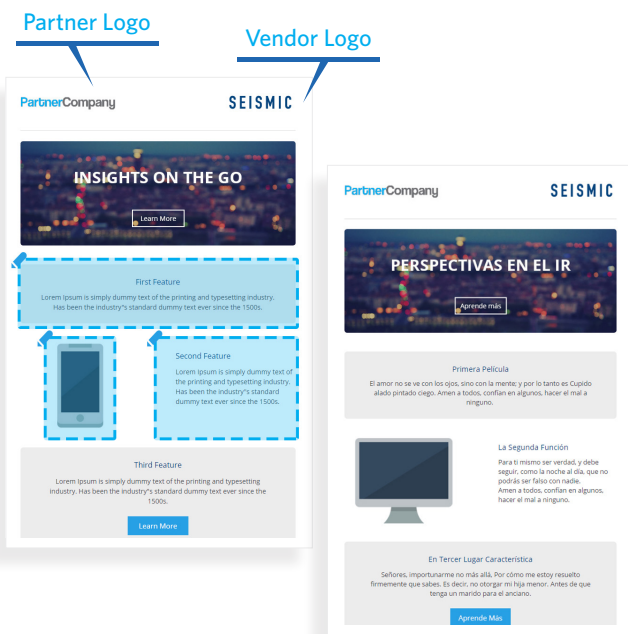 Partner Logo
Vendor Logo
PartnerCompany
SEISMIC
INSIGHTS ON THE GO
Learn More
First Feature
Lorem Ipsum is simply dummy text of the printing and typesetting industry.
Has been the industry"s standard dummy text ever since the 1500s.
Second Feature
Lorem Ipsum is simply dummy text of
the printing and typesetting industry.
Has been the industry"s standard
dummy text ever since the 1500s.
Third Feature
Lorem Ipsum is simply dummy text of the printing and typesetting
industry. Has been the industry"s standard dummy text ever since the
1500s.
Learn More
PartnerCompany
SEISMIC
PERSPECTIVAS EN EL IR
Aprende más
Primera Película
El amor no se ve con los ojos, sino con la mente; y por lo tanto es Cupido
alado pintado ciego. Amen a todos, confían en algunos, hacer el mal a
ninguno.
La Segunda Función
Para ti mismo ser verdad, y debe
seguir, como la noche al día, que no
podrás ser falso con nadie.
Amen a todos, confían en algunos,
hacer el mal a ninguno.
En Tercer Lugar Característica
Señores, importunarme no más allá, Por cómo me estoy resuelto
firmemente que sabes. Es decir, no otorgar mi hija menor. Antes de que
tenga un marido para el anciano.
Aprende Más